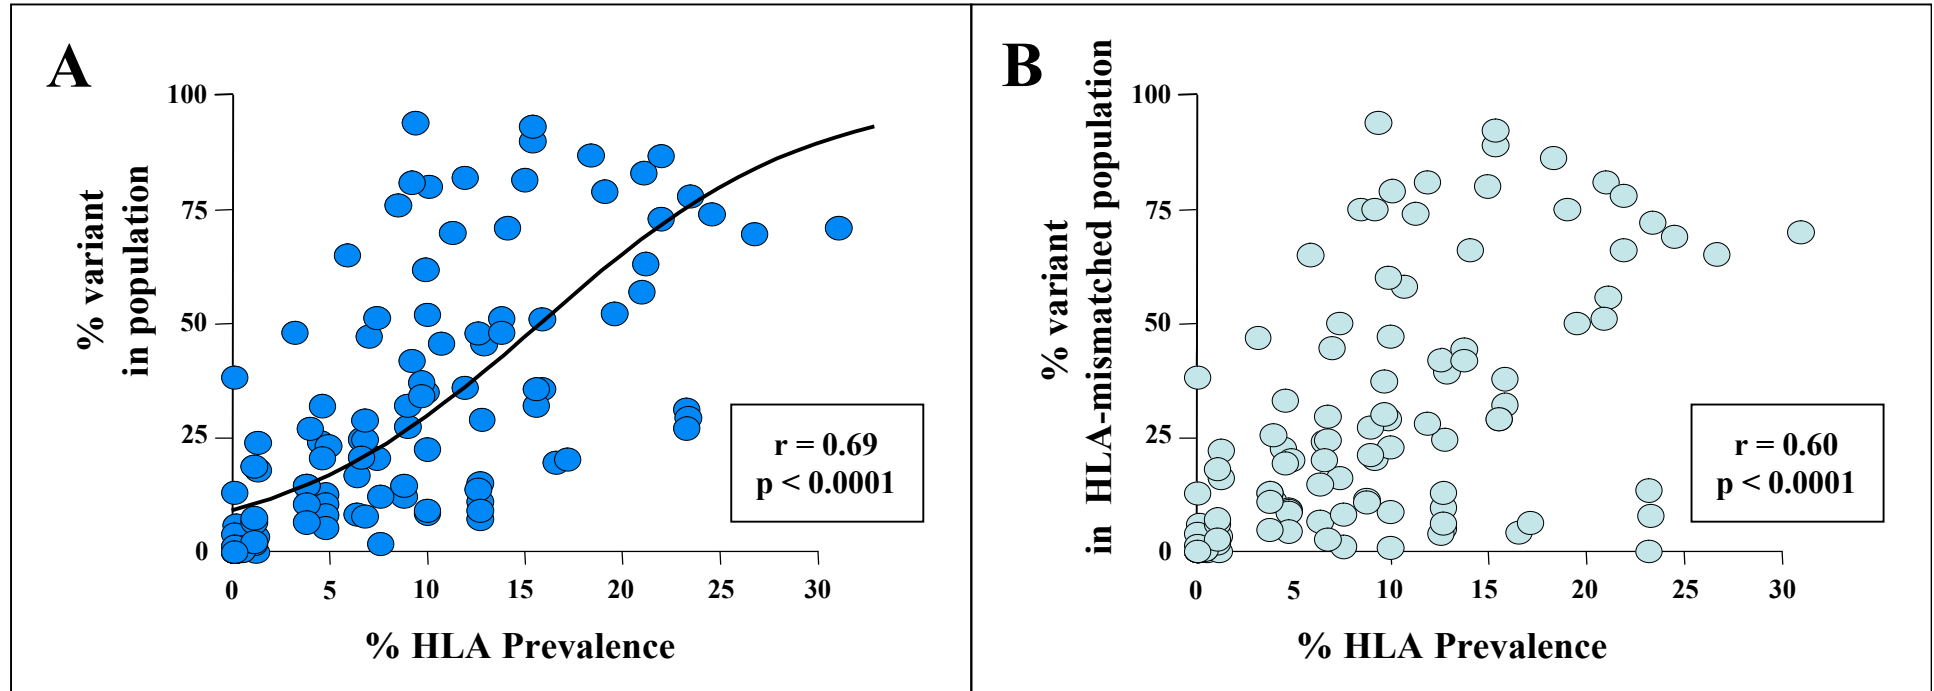 A
% variant
in population
100
75
50
25
0
0 5 10 15 20 25 30
% HLA Prevalence
r = 0.69
p < 0.0001
B
% variant
in HLA-mismatched population
100
75
50
25
0
0 5 10 15 20 25 30
% HLA Prevalence
r = 0.60
p < 0.0001